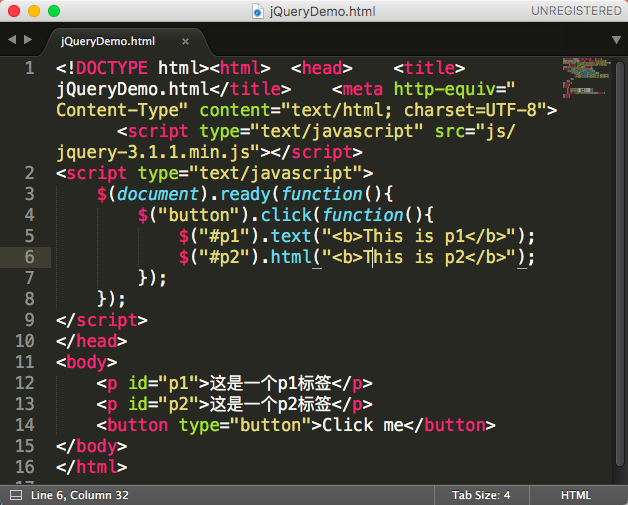 jQueryDemo.html
UNREGISTERED
jQueryDemo.html ×
1 <!DOCTYPE html><html>  <head>    <title>
jQueryDemo.html</title>    <meta http-equiv="
Content-Type" content="text/html; charset=UTF-8">
      <script type="text/javascript" src="js/
jquery-3.1.1.min.js"></script>
2 <script type="text/javascript">
3     $(document).ready(function(){
4         $("button").click(function(){
5             $("#p1").text("<b>This is p1</b>");
6             $("#p2").html("<b>This is p2</b>");
7         });
8     });
9 </script>
10 </head>
11 <body>
12     <p id="p1">这是一个p1标签</p>
13     <p id="p2">这是一个p2标签</p>
14     <button type="button">Click me</button>
15 </body>
16 </html>
17
Line 6, Column 32
Tab Size: 4
HTML